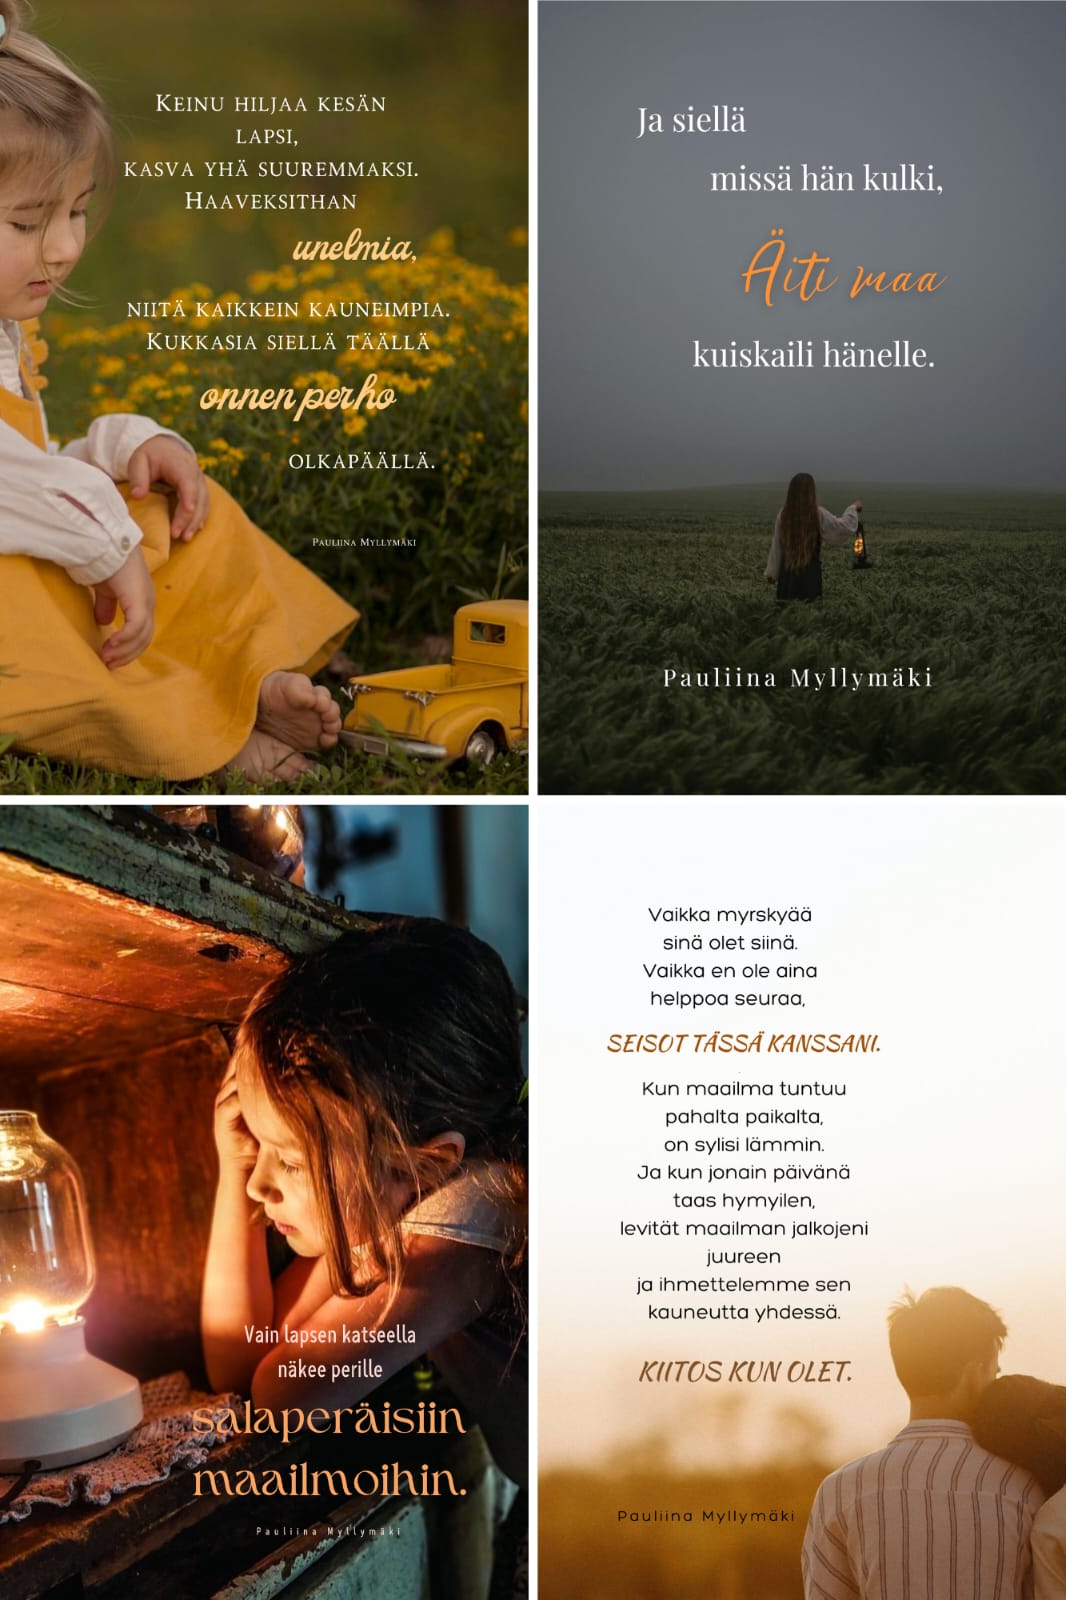 Keinu hiljaa kesän
lapsi,
kasva yhä suuremmaksi.
Haaveksithan
unelmia,
niitä kaikkein kauneimpia.
Kukkasia siellä täällä
onnen perho
olkapäällä.
Pauliina Myllymäki
Ja siellä
missä hän kulki,
Äiti maa
kuiskaili hänelle.
Pauliina Myllymäki
Vain lapsen katseella
näkee perille
salaperäisiin
maailmoihin.
Pauliina Myllymäki
Vaikka myrskyää
sinä olet siinä.
Vaikka en ole aina
helppoa seuraa,
SEISOT TÄSSÄ KANSSANI.
Kun maailma tuntuu
pahalta paikalta,
on sylisi lämmin.
Ja kun jonain päivänä
taas hymyilen,
levität maailman jalkojeni
juureen
ja ihmettelemme sen
kauneutta yhdessä.
KIITOS KUN OLET.
Pauliina Myllymäki